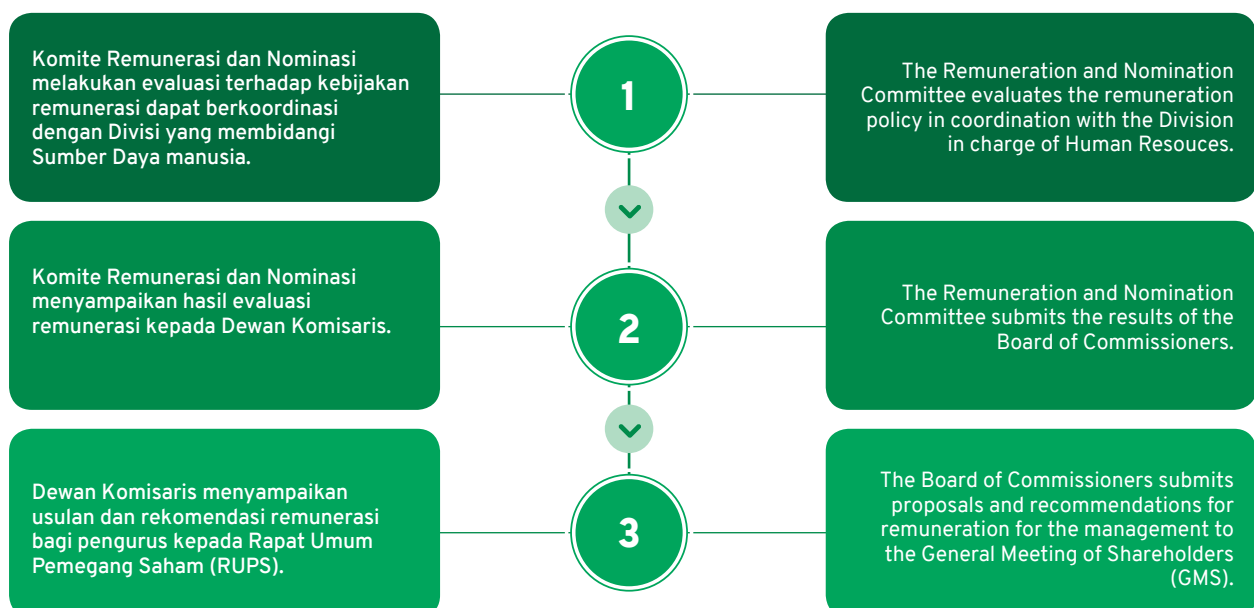 Komite Remunerasi dan Nominasi
melakukan evaluasi terhadap kebijakan
remunerasi dapat berkoordinasi
dengan Divisi yang membidangi
Sumber Daya manusia.
1
The Remuneration and Nomination
Committee evaluates the remuneration
policy in coordination with the Division
in charge of Human Resouces.
Komite Remunerasi dan Nominasi
menyampaikan hasil evaluasi
remunerasi kepada Dewan Komisaris.
2
The Remuneration and Nomination
Committee submits the results of the
Board of Commissioners.
Dewan Komisaris menyampaikan
usulan dan rekomendasi remunerasi
bagi pengurus kepada Rapat Umum
Pemegang Saham (RUPS).
3
The Board of Commissioners submits
proposals and recommendations for
remuneration for the management to
the General Meeting of Shareholders
(GMS).